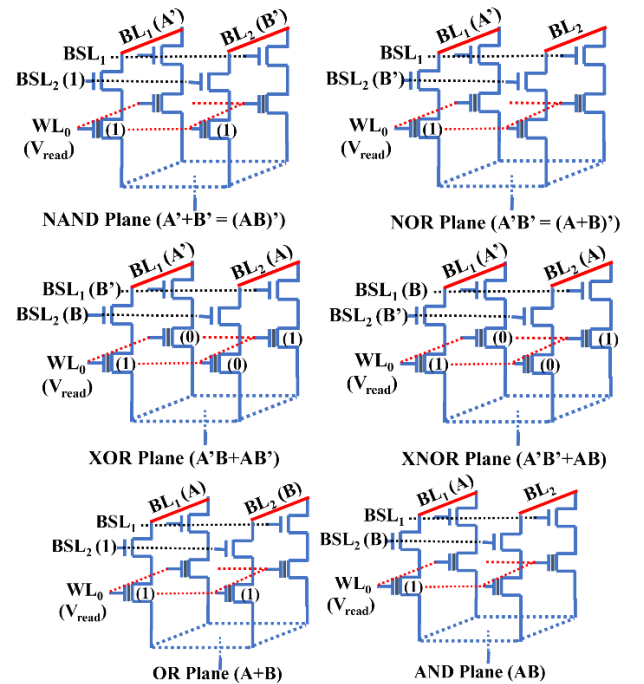 BL₁ (A’) BL₂ (B’)
BSL₁
BSL₂ (1)
WL₀ (1) (1)
(Vread)
NAND Plane (A’+B’ = (AB)’)
BL₁ (A’) BL₂
BSL₁
BSL₂ (B’)
WL₀ (1)
(Vread)
NOR Plane (A’B’ = (A+B)’)
BL₁ (A’) BL₂ (A)
BSL₁ (B’)
BSL₂ (B)
(0) (1)
WL₀ (1) (0)
(Vread)
XOR Plane (A’B+AB’)
BL₁ (A’) BL₂ (A)
BSL₁ (B)
BSL₂ (B’)
(0) (1)
WL₀ (1) (0)
(Vread)
XNOR Plane (A’B’+AB)
BL₁ (A) BL₂ (B)
BSL₁
BSL₂ (1)
WL₀ (1) (1)
(Vread)
OR Plane (A+B)
BL₁ (A) BL₂
BSL₁
BSL₂ (B)
WL₀ (1)
(Vread)
AND Plane (AB)